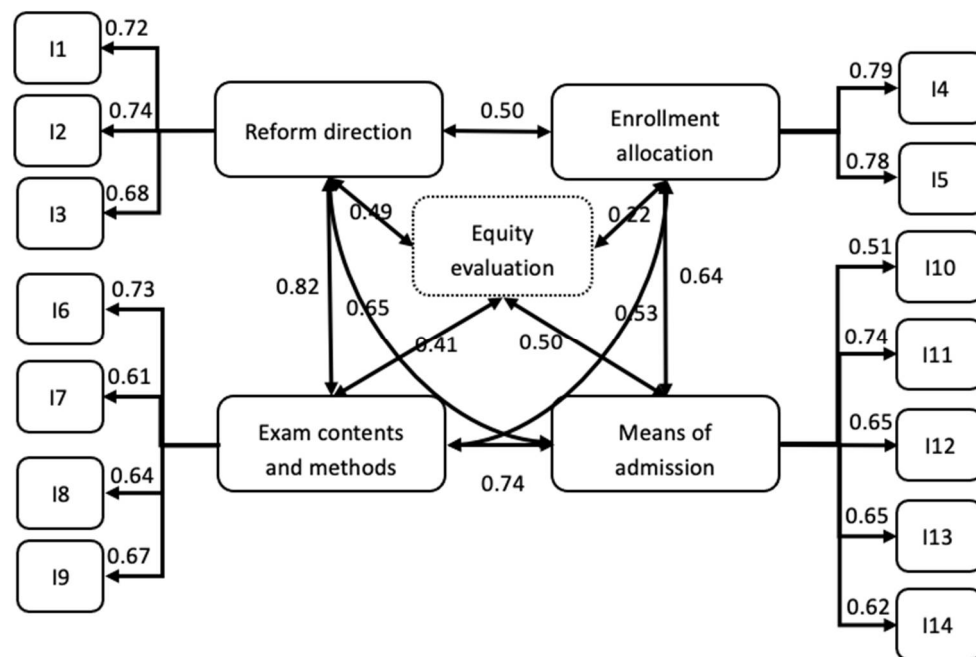 I1
0.72
I2
0.74
I3
0.68
Reform direction
0.50
Enrollment
allocation
0.79
I4
0.78
I5
0.49
Equity
evaluation
0.22
0.82
0.65
0.41
0.50
0.53
0.64
I6
0.73
I7
0.61
I8
0.64
I9
0.67
Exam contents
and methods
0.74
Means of
admission
0.51
I10
0.74
I11
0.65
I12
0.65
I13
0.62
I14